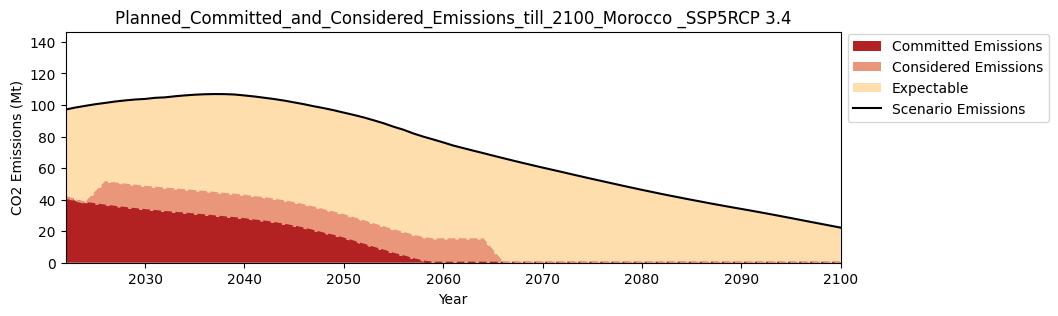 Planned_Committed_and_Considered_Emissions_till_2100_Morocco _SSP5RCP 3.4
CO2 Emissions (Mt)
140
120
100
80
60
40
20
0
2030 2040 2050 2060 2070 2080 2090 2100
Year
Committed Emissions
Considered Emissions
Expectable
Scenario Emissions